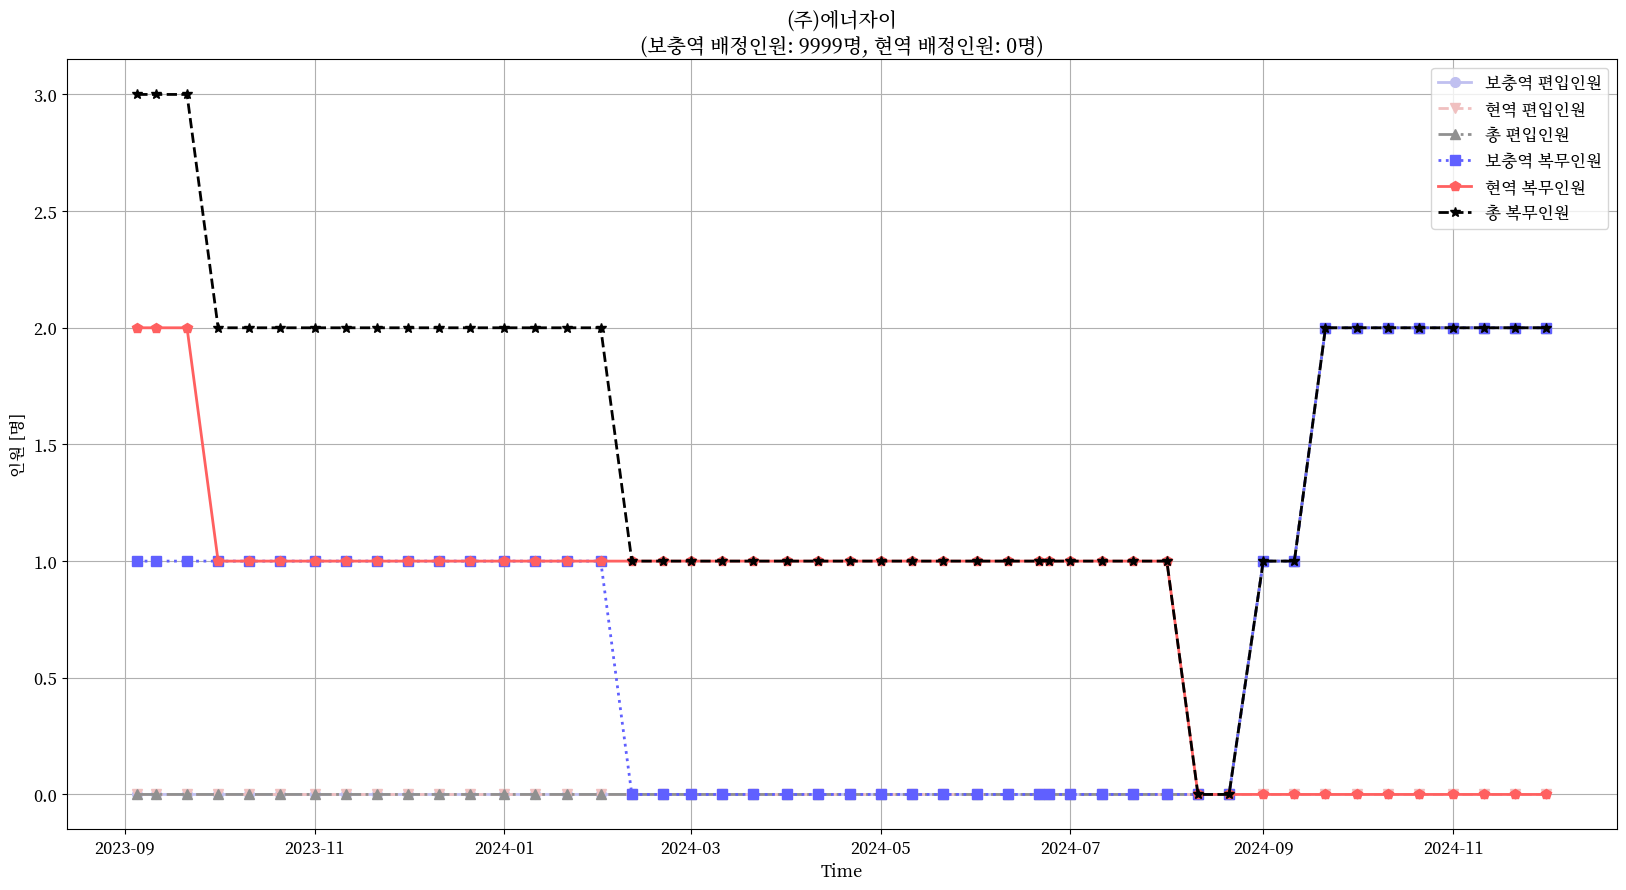 (주)에너자이
(보충역 배정인원: 9999명, 현역 배정인원: 0명)
보충역 편입인원
현역 편입인원
총 편입인원
보충역 복무인원
현역 복무인원
총 복무인원
인원 [명]
3.0
2.5
2.0
1.5
1.0
0.5
0.0
2023-09
2023-11
2024-01
2024-03
2024-05
2024-07
2024-09
2024-11
Time